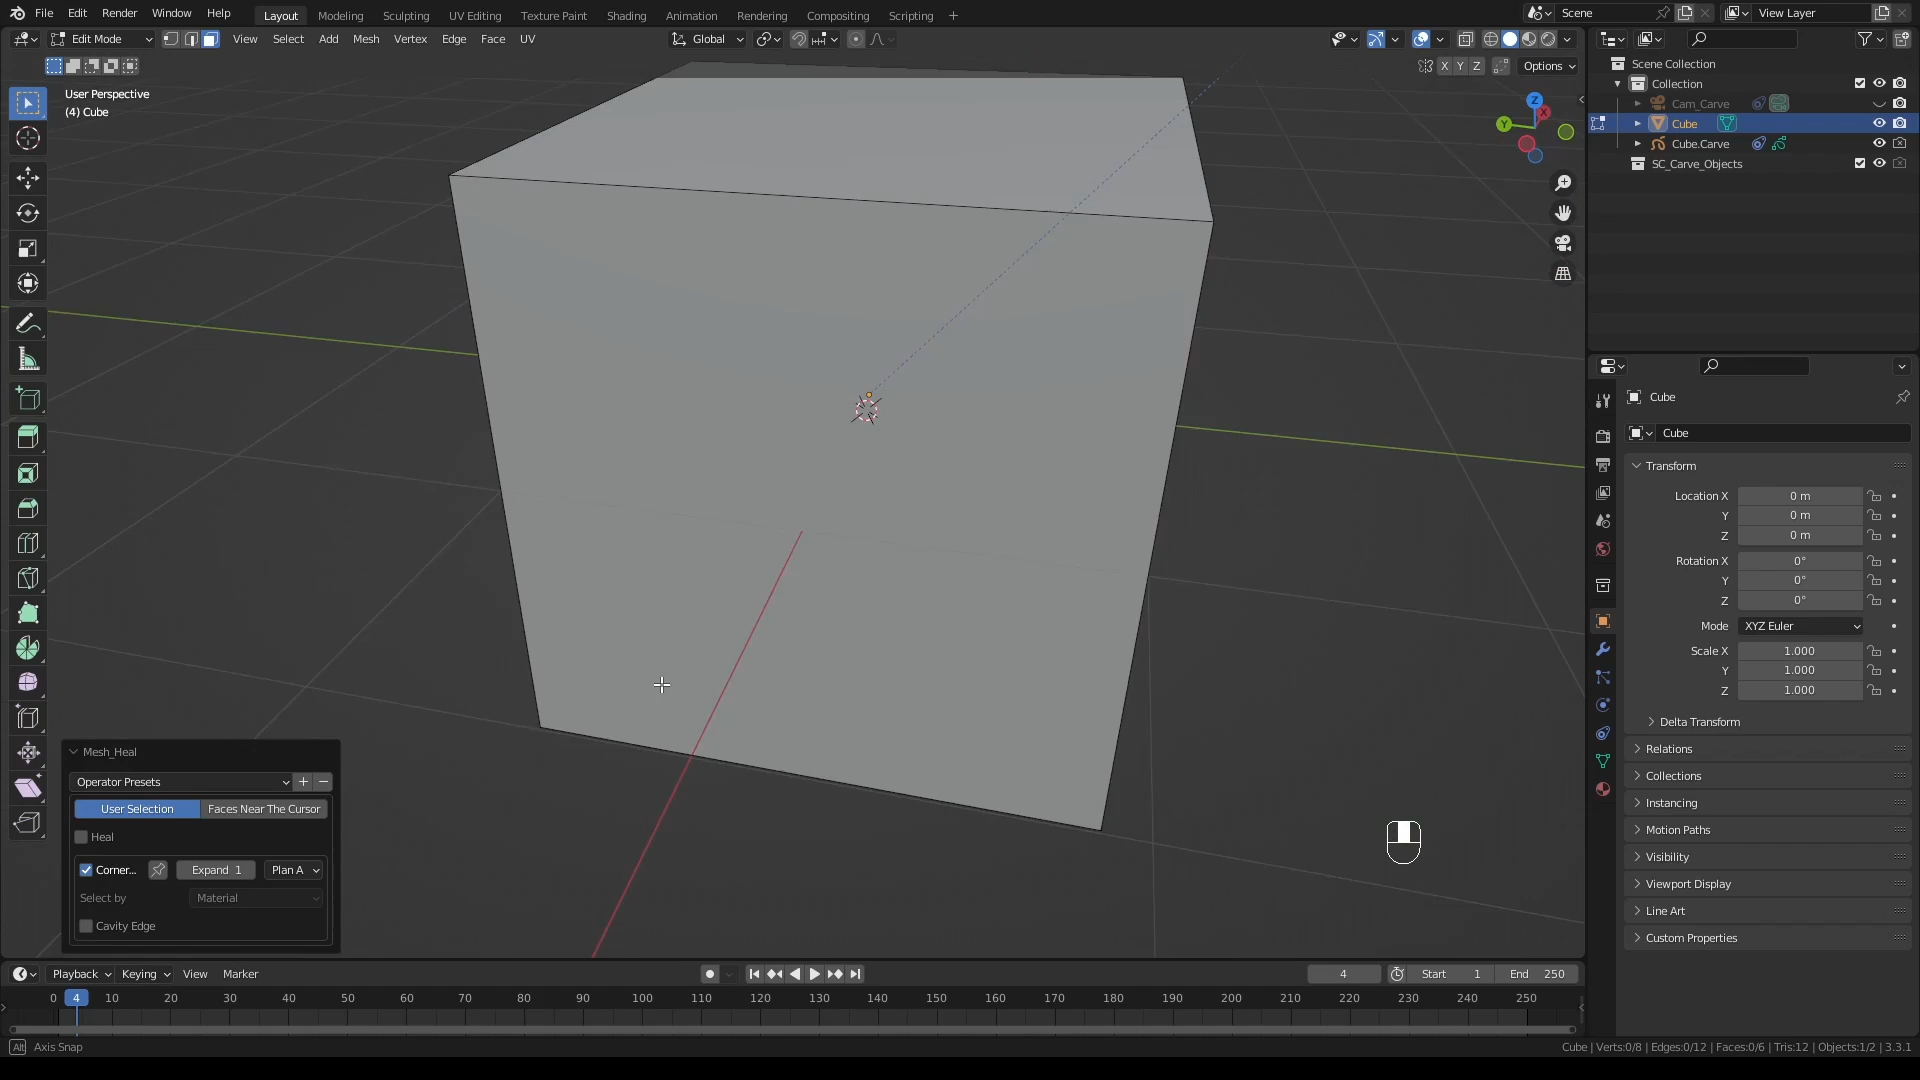 File Edit Render Window Help Layout Modeling Sculpting UV Editing Texture Paint Shading Animation Rendering Compositing Scripting + Scene View Layer
Edit Mode View Select Add Mesh Vertex Edge Face UV Global
X Y Z Options
User Perspective
(4) Cube
Z
X
Y
Scene Collection
Collection
Cam_Carve
Cube
Cube.Carve
SC_Carve_Objects
Cube
Cube
Transform
Location X 0 m
Y 0 m
Z 0 m
Rotation X 0°
Y 0°
Z 0°
Mode XYZ Euler
Scale X 1.000
Y 1.000
Z 1.000
Delta Transform
Relations
Collections
Instancing
Motion Paths
Visibility
Viewport Display
Line Art
Custom Properties
Mesh_Heal
Operator Presets + −
User Selection Faces Near The Cursor
Heal
Corner... Expand 1 Plan A
Select by Material
Cavity Edge
Playback Keying View Marker 4 Start 1 End 250
0 4 10 20 30 40 50 60 70 80 90 100 110 120 130 140 150 160 170 180 190 200 210 220 230 240 250
Alt Axis Snap
Cube | Verts:0/8 | Edges:0/12 | Faces:0/6 | Tris:12 | Objects:1/2 | 3.3.1